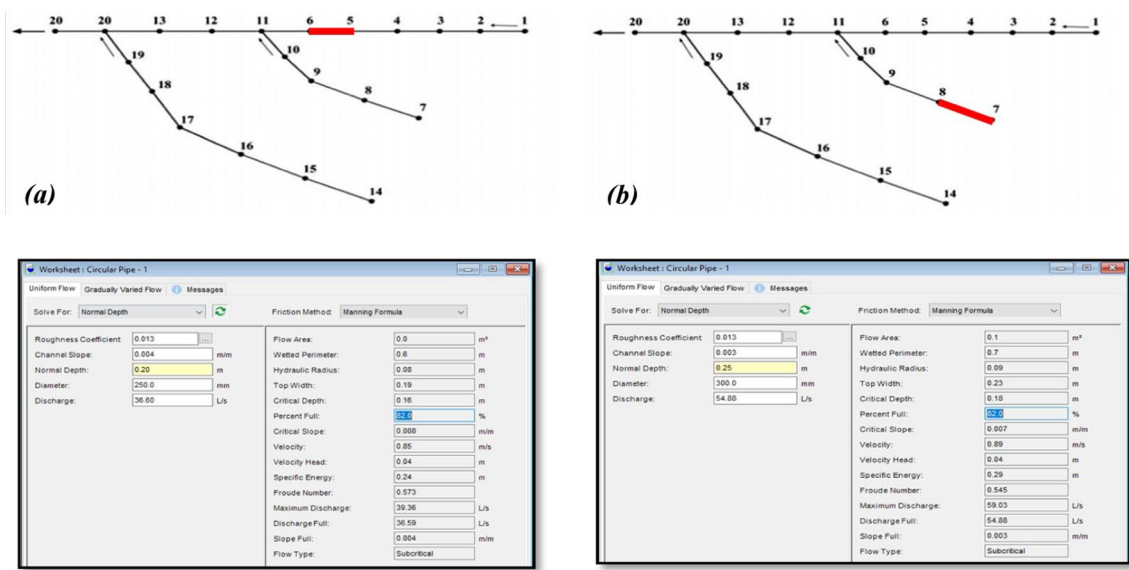 20 20 13 12 11 6 5 4 3 2 1
10
19
9
8
18
7
17
16
15
14
(a)
20 20 13 12 11 6 5 4 3 2 1
10
19
9
8
7
18
17
16
15
14
(b)
Worksheet : Circular Pipe - 1
Uniform Flow Gradually Varied Flow Messages
Solve For: Normal Depth Friction Method: Manning Formula
Roughness Coefficient 0.013 ...
Channel Slope: 0.004 m/m
Normal Depth: 0.20 m
Diameter: 250.0 mm
Discharge: 36.60 L/s
Flow Area: 0.0 m²
Wetted Perimeter: 0.6 m
Hydraulic Radius: 0.08 m
Top Width: 0.19 m
Critical Depth: 0.16 m
Percent Full: 82.0 %
Critical Slope: 0.008 m/m
Velocity: 0.85 m/s
Velocity Head: 0.04 m
Specific Energy: 0.24 m
Froude Number: 0.573
Maximum Discharge: 39.36 L/s
Discharge Full: 36.59 L/s
Slope Full: 0.004 m/m
Flow Type: Subcritical
Worksheet : Circular Pipe - 1
Uniform Flow Gradually Varied Flow Messages
Solve For: Normal Depth Friction Method: Manning Formula
Roughness Coefficient 0.013 ...
Channel Slope: 0.003 m/m
Normal Depth: 0.25 m
Diameter: 300.0 mm
Discharge: 54.88 L/s
Flow Area: 0.1 m²
Wetted Perimeter: 0.7 m
Hydraulic Radius: 0.09 m
Top Width: 0.23 m
Critical Depth: 0.18 m
Percent Full: 82.0 %
Critical Slope: 0.007 m/m
Velocity: 0.89 m/s
Velocity Head: 0.04 m
Specific Energy: 0.29 m
Froude Number: 0.545
Maximum Discharge: 59.03 L/s
Discharge Full: 54.88 L/s
Slope Full: 0.003 m/m
Flow Type: Subcritical